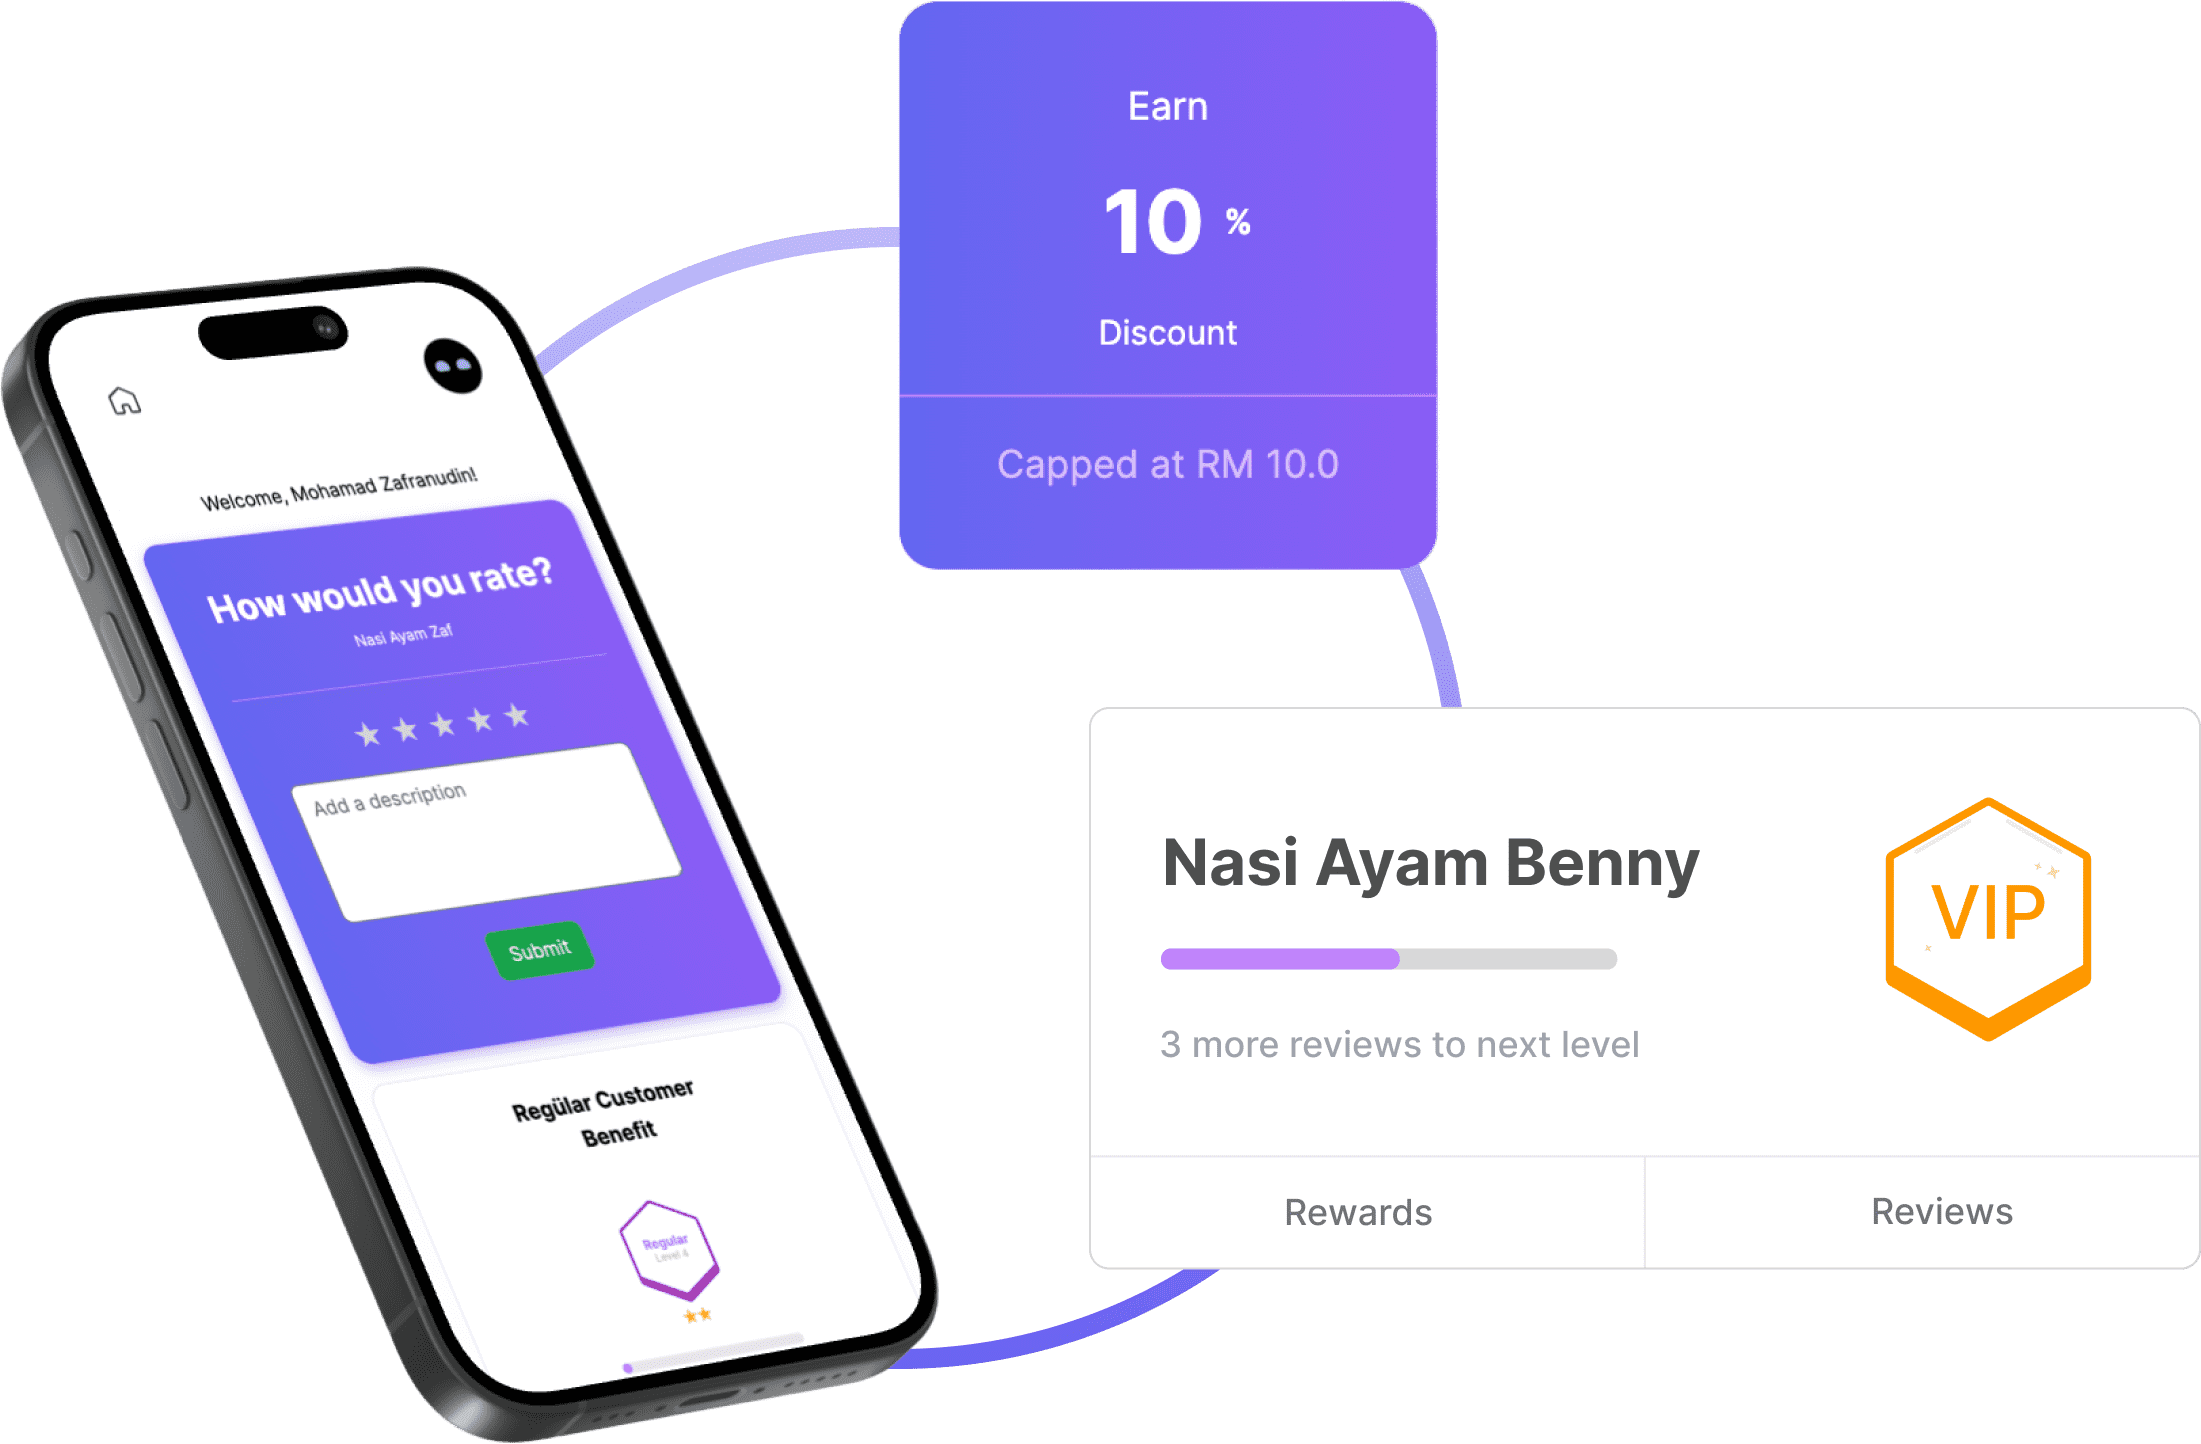 Earn
10 %
Discount
Capped at RM 10.0
Welcome, Mohamad Zafranudin!
How would you rate?
Nasi Ayam Zaf
Add a description
Submit
Regülar Customer
Benefit
Regular
Level 4
Nasi Ayam Benny
VIP
3 more reviews to next level
Rewards
Reviews